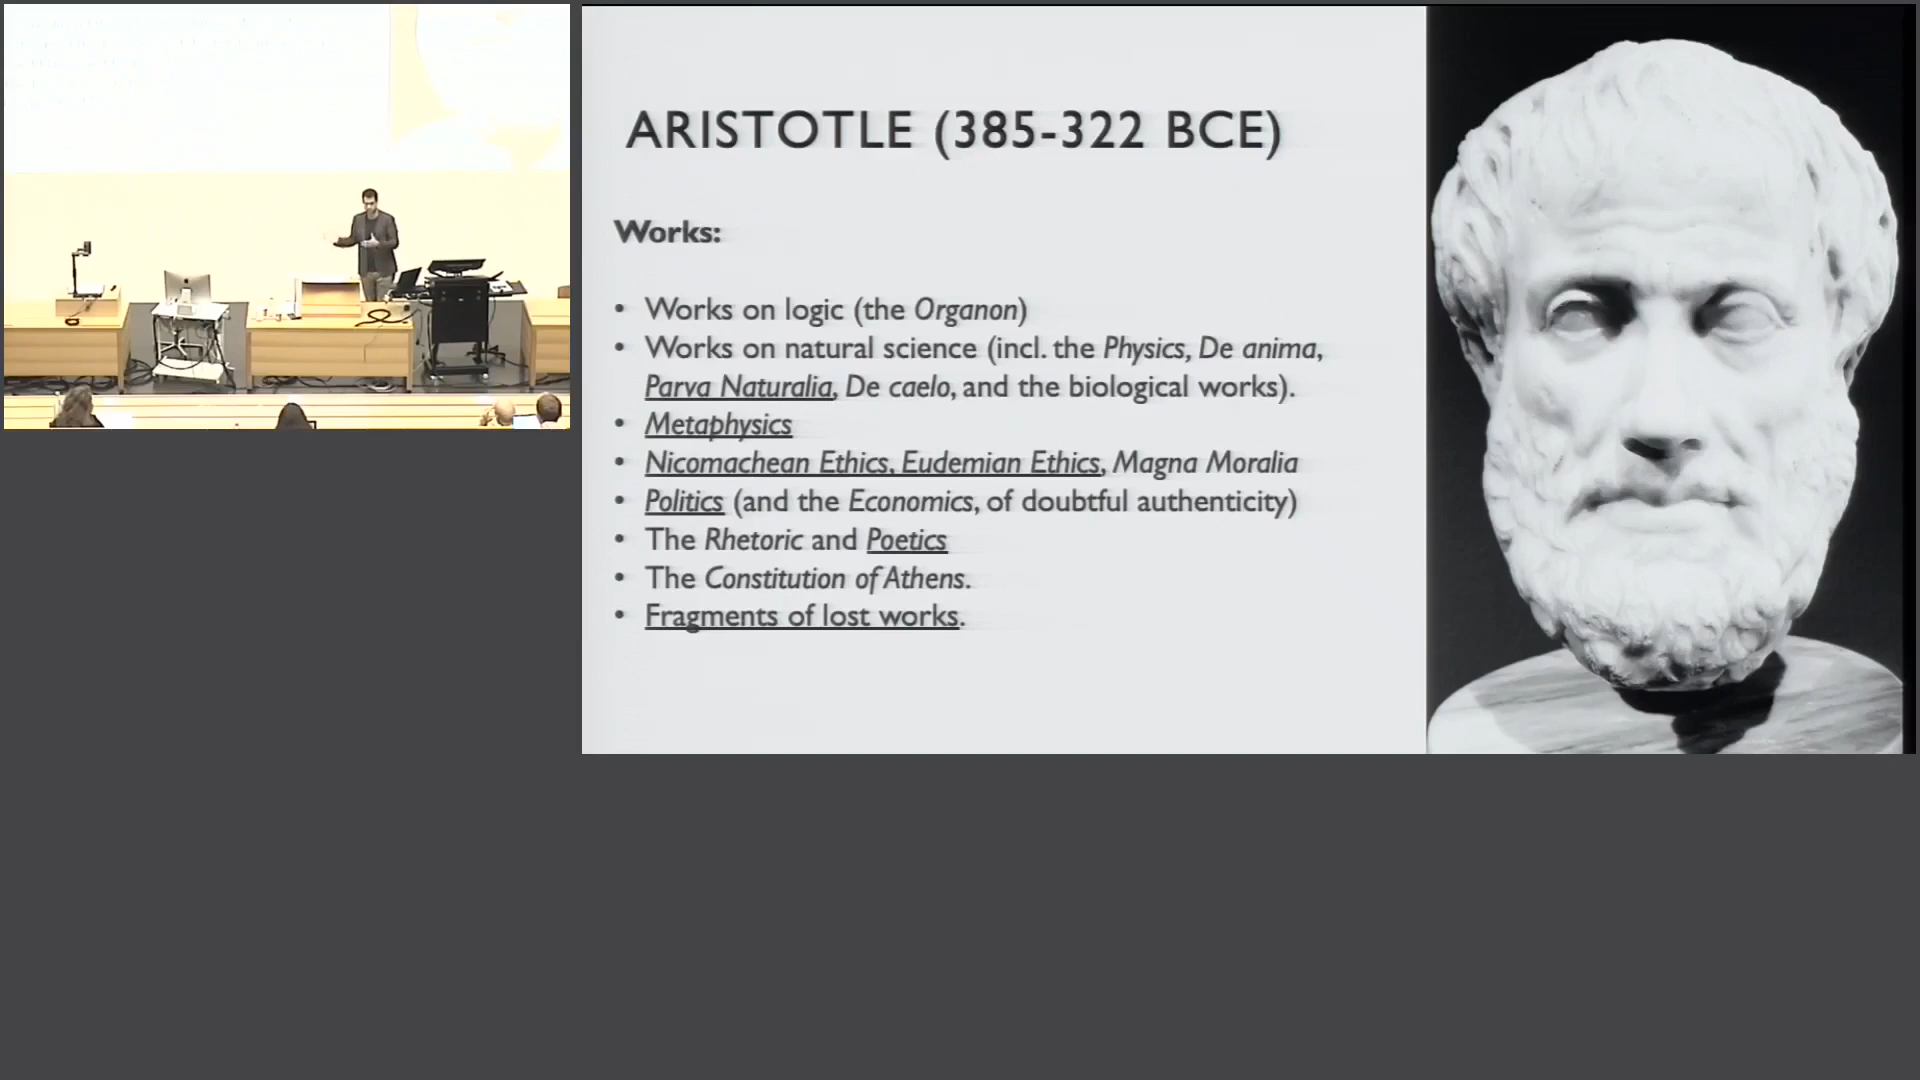 ARISTOTLE (385-322 BCE)
Works:
• Works on logic (the Organon)
• Works on natural science (incl. the Physics, De anima,
Parva Naturalia, De caelo, and the biological works).
• Metaphysics
• Nicomachean Ethics, Eudemian Ethics, Magna Moralia
• Politics (and the Economics, of doubtful authenticity)
• The Rhetoric and Poetics
• The Constitution of Athens.
• Fragments of lost works.